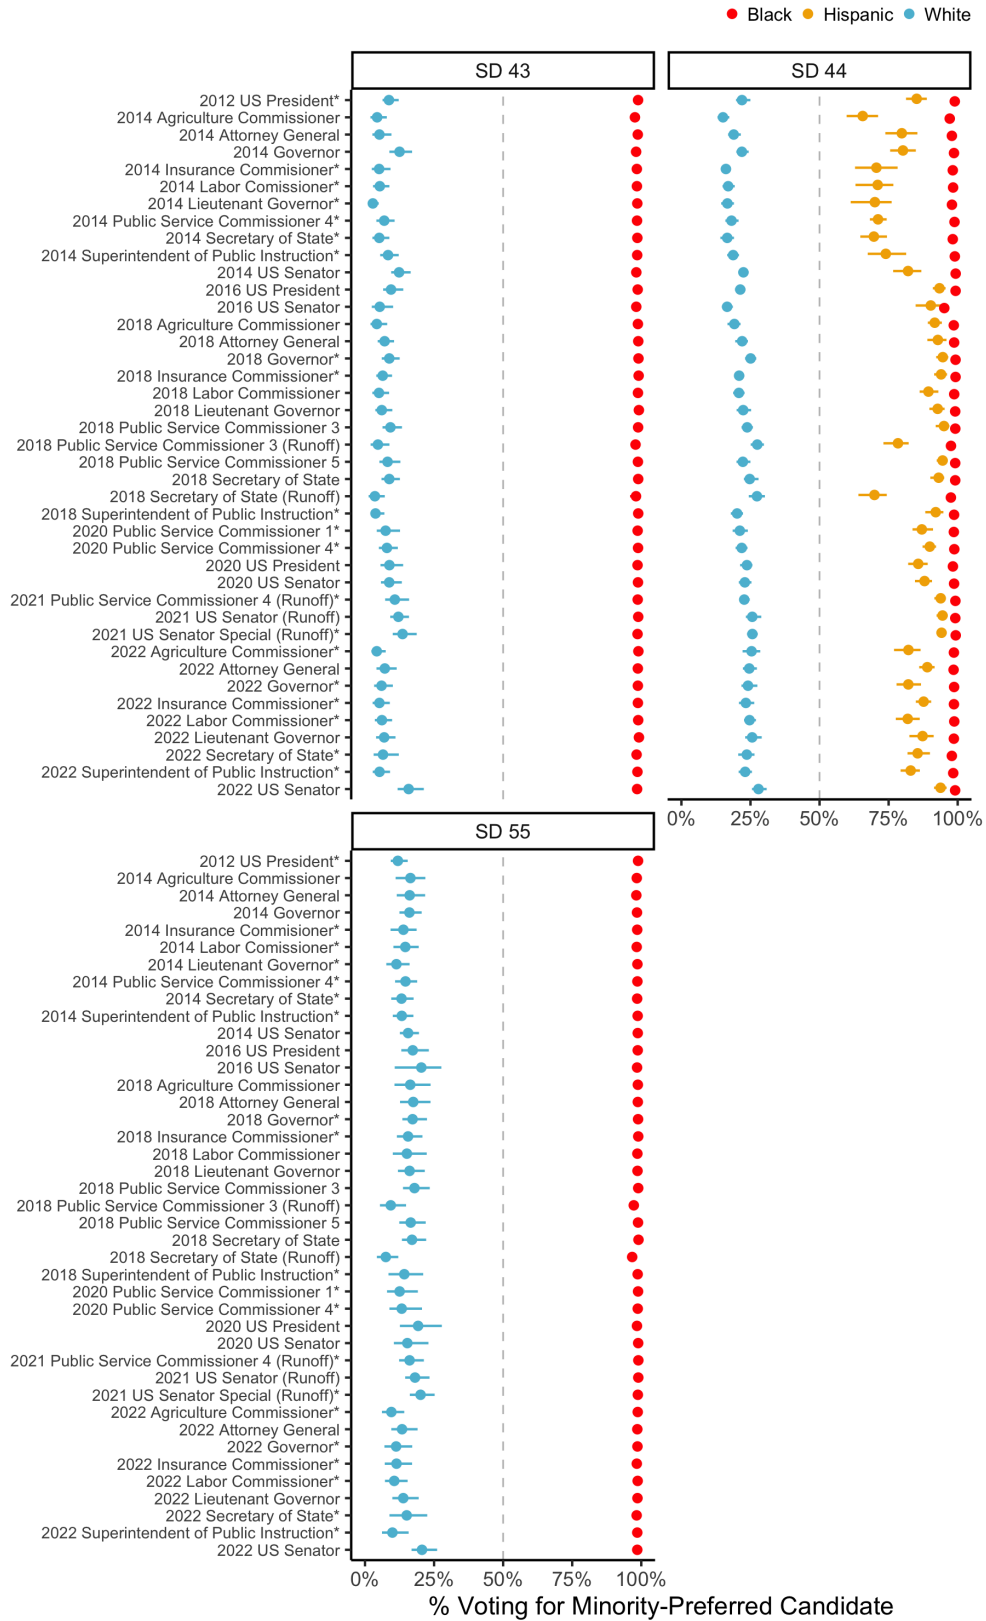 Black Hispanic White
SD 43 SD 44
2012 US President*
2014 Agriculture Commissioner
2014 Attorney General
2014 Governor
2014 Insurance Commisioner*
2014 Labor Comissioner*
2014 Lieutenant Governor*
2014 Public Service Commissioner 4*
2014 Secretary of State*
2014 Superintendent of Public Instruction*
2014 US Senator
2016 US President
2016 US Senator
2018 Agriculture Commissioner
2018 Attorney General
2018 Governor*
2018 Insurance Commissioner*
2018 Labor Commissioner
2018 Lieutenant Governor
2018 Public Service Commissioner 3
2018 Public Service Commissioner 3 (Runoff)
2018 Public Service Commissioner 5
2018 Secretary of State
2018 Secretary of State (Runoff)
2018 Superintendent of Public Instruction*
2020 Public Service Commissioner 1*
2020 Public Service Commissioner 4*
2020 US President
2020 US Senator
2021 Public Service Commissioner 4 (Runoff)*
2021 US Senator (Runoff)
2021 US Senator Special (Runoff)*
2022 Agriculture Commissioner*
2022 Attorney General
2022 Governor*
2022 Insurance Commissioner*
2022 Labor Commissioner*
2022 Lieutenant Governor
2022 Secretary of State*
2022 Superintendent of Public Instruction*
2022 US Senator
0% 25% 50% 75% 100%
SD 55
2012 US President*
2014 Agriculture Commissioner
2014 Attorney General
2014 Governor
2014 Insurance Commisioner*
2014 Labor Comissioner*
2014 Lieutenant Governor*
2014 Public Service Commissioner 4*
2014 Secretary of State*
2014 Superintendent of Public Instruction*
2014 US Senator
2016 US President
2016 US Senator
2018 Agriculture Commissioner
2018 Attorney General
2018 Governor*
2018 Insurance Commissioner*
2018 Labor Commissioner
2018 Lieutenant Governor
2018 Public Service Commissioner 3
2018 Public Service Commissioner 3 (Runoff)
2018 Public Service Commissioner 5
2018 Secretary of State
2018 Secretary of State (Runoff)
2018 Superintendent of Public Instruction*
2020 Public Service Commissioner 1*
2020 Public Service Commissioner 4*
2020 US President
2020 US Senator
2021 Public Service Commissioner 4 (Runoff)*
2021 US Senator (Runoff)
2021 US Senator Special (Runoff)*
2022 Agriculture Commissioner*
2022 Attorney General
2022 Governor*
2022 Insurance Commissioner*
2022 Labor Commissioner*
2022 Lieutenant Governor
2022 Secretary of State*
2022 Superintendent of Public Instruction*
2022 US Senator
0% 25% 50% 75% 100%
% Voting for Minority-Preferred Candidate